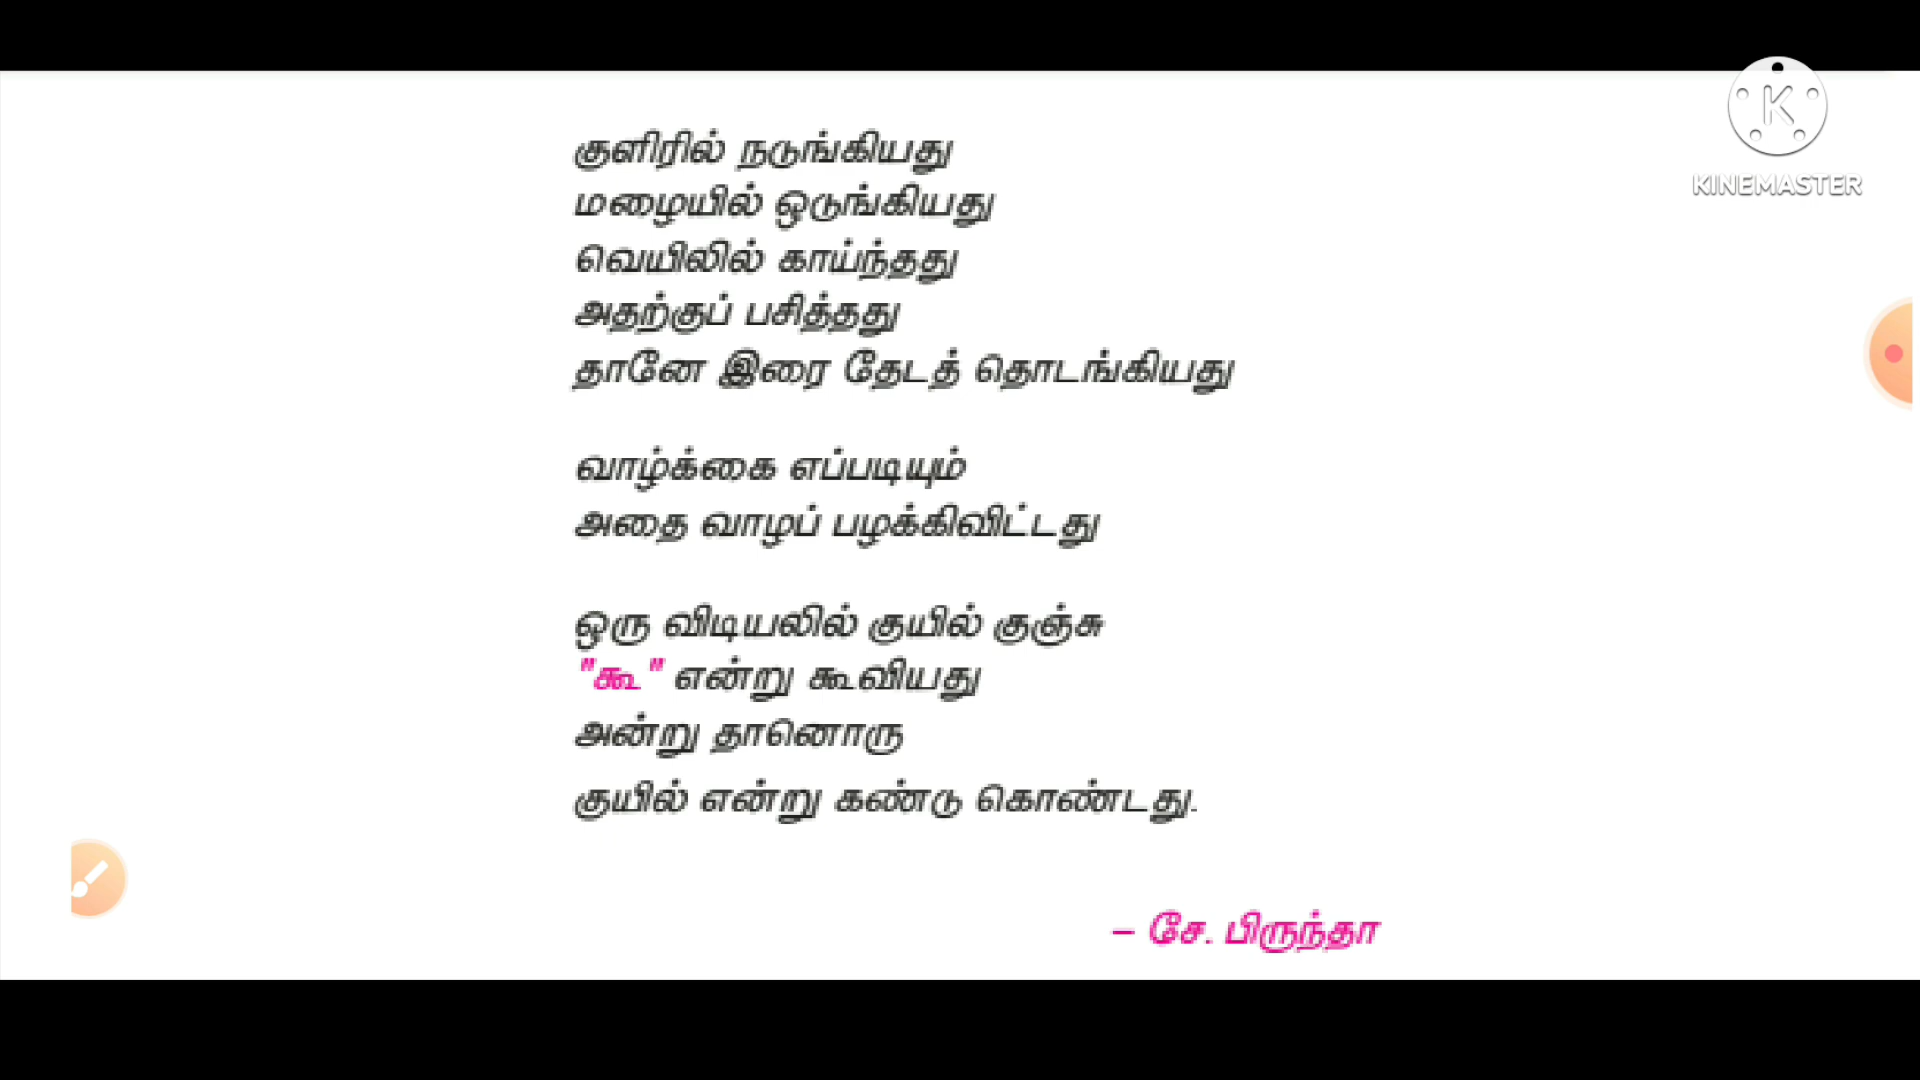 KINEMASTER
குளிரில் நடுங்கியது
மழையில் ஒடுங்கியது
வெயிலில் காய்ந்தது
அதற்குப் பசித்தது
தானே இரை தேடத் தொடங்கியது
வாழ்க்கை எப்படியும்
அதை வாழப் பழக்கிவிட்டது
ஒரு விடியலில் குயில் குஞ்சு
"கூ" என்று கூவியது
அன்று தானொரு
குயில் என்று கண்டு கொண்டது.
– சே. பிருந்தா